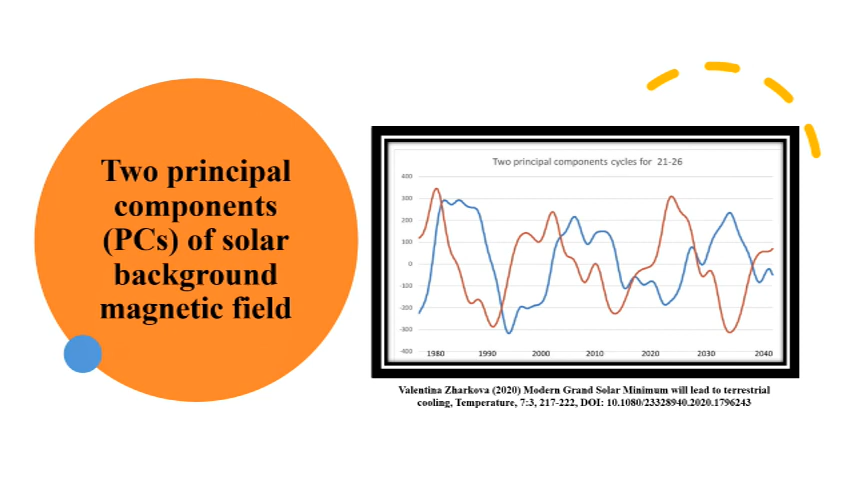 Two principal
components
(PCs) of solar
background
magnetic field
Two principal components cycles for 21-26
400
300
200
100
0
-100
-200
-300
-400
1980 1990 2000 2010 2020 2030 2040
Valentina Zharkova (2020) Modern Grand Solar Minimum will lead to terrestrial
cooling, Temperature, 7:3, 217-222, DOI: 10.1080/23328940.2020.1796243